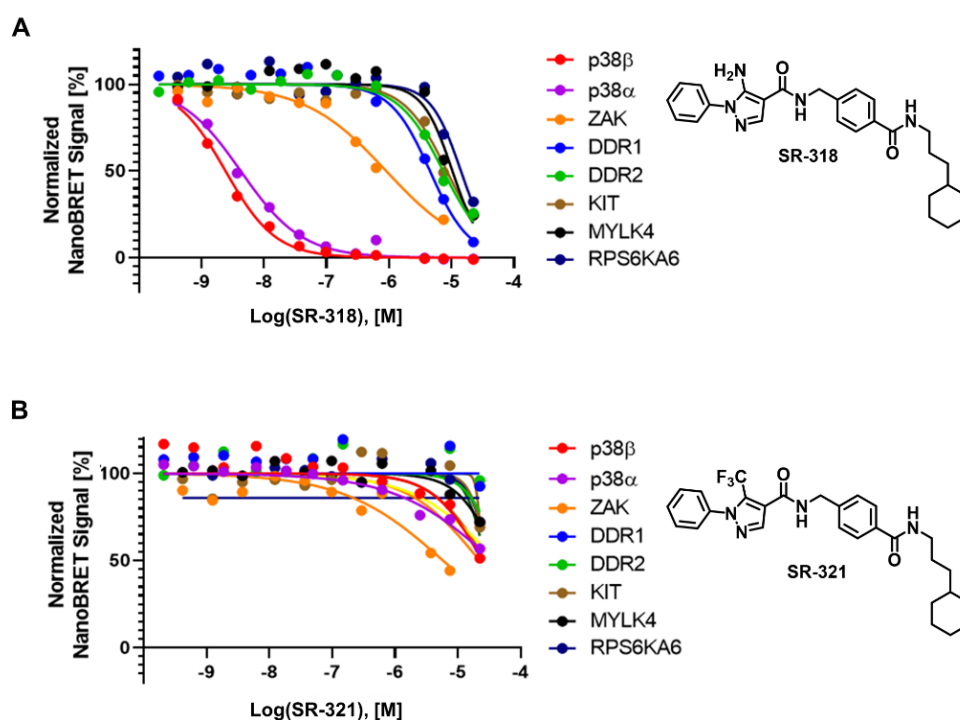 A
Normalized
NanoBRET Signal [%]
100
50
0
-9
-8
-7
-6
-5
-4
Log(SR-318), [M]
p38β
p38α
ZAK
DDR1
DDR2
KIT
MYLK4
RPS6KA6
H₂N
O
N
N
N
H
O
H
N
SR-318
B
Normalized
NanoBRET Signal [%]
100
50
0
-9
-8
-7
-6
-5
-4
Log(SR-321), [M]
p38β
p38α
ZAK
DDR1
DDR2
KIT
MYLK4
RPS6KA6
F₃C
O
N
N
N
H
O
H
N
SR-321